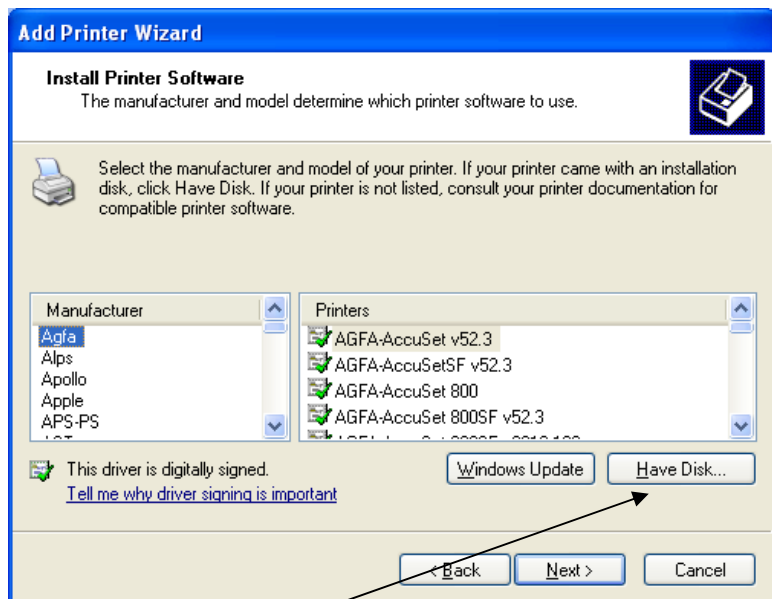 Add Printer Wizard
Install Printer Software
The manufacturer and model determine which printer software to use.
Select the manufacturer and model of your printer. If your printer came with an installation
disk, click Have Disk. If your printer is not listed, consult your printer documentation for
compatible printer software.
Manufacturer
Agfa
Alps
Apollo
Apple
APS-PS
Printers
AGFA-AccuSet v52.3
AGFA-AccuSetSF v52.3
AGFA-AccuSet 800
AGFA-AccuSet 800SF v52.3
This driver is digitally signed.
Tell me why driver signing is important
Windows Update
Have Disk...
< Back
Next >
Cancel